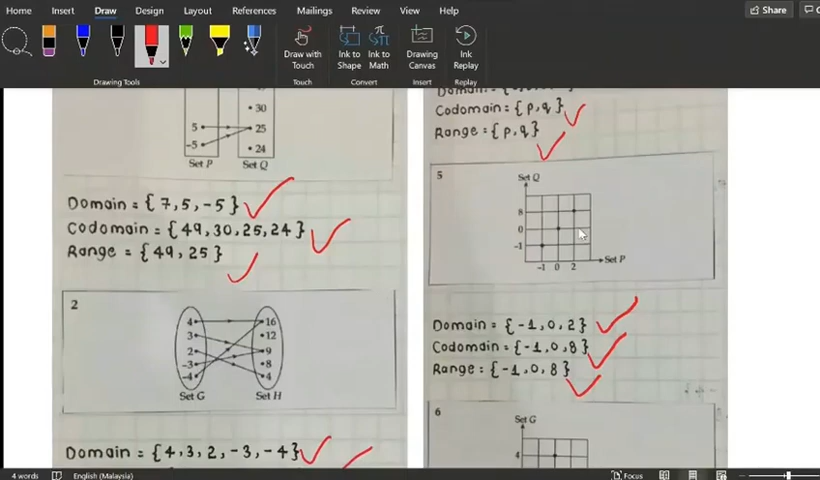 Home Insert Draw Design Layout References Mailings Review View Help
Share
Draw with Touch
Ink to Shape
Ink to Math
Drawing Canvas
Ink Replay
Drawing Tools
Touch
Convert
Insert
Replay
30
5 25
-5 24
Set P Set Q
Domain = { 7, 5, -5 }
Codomain = { 49, 30, 25, 24 }
Range = { 49, 25 }
2
4 16
3 12
2 9
-3 8
-4 4
Set G Set H
Domain = { 4, 3, 2, -3, -4 }
Codomain = { p, q }
Range = { p, q }
5
Set Q
8
0
-1
-1 0 2
Set P
Domain = { -1, 0, 2 }
Codomain = { -1, 0, 8 }
Range = { -1, 0, 8 }
6
Set G
4
4 words
English (Malaysia)
Focus